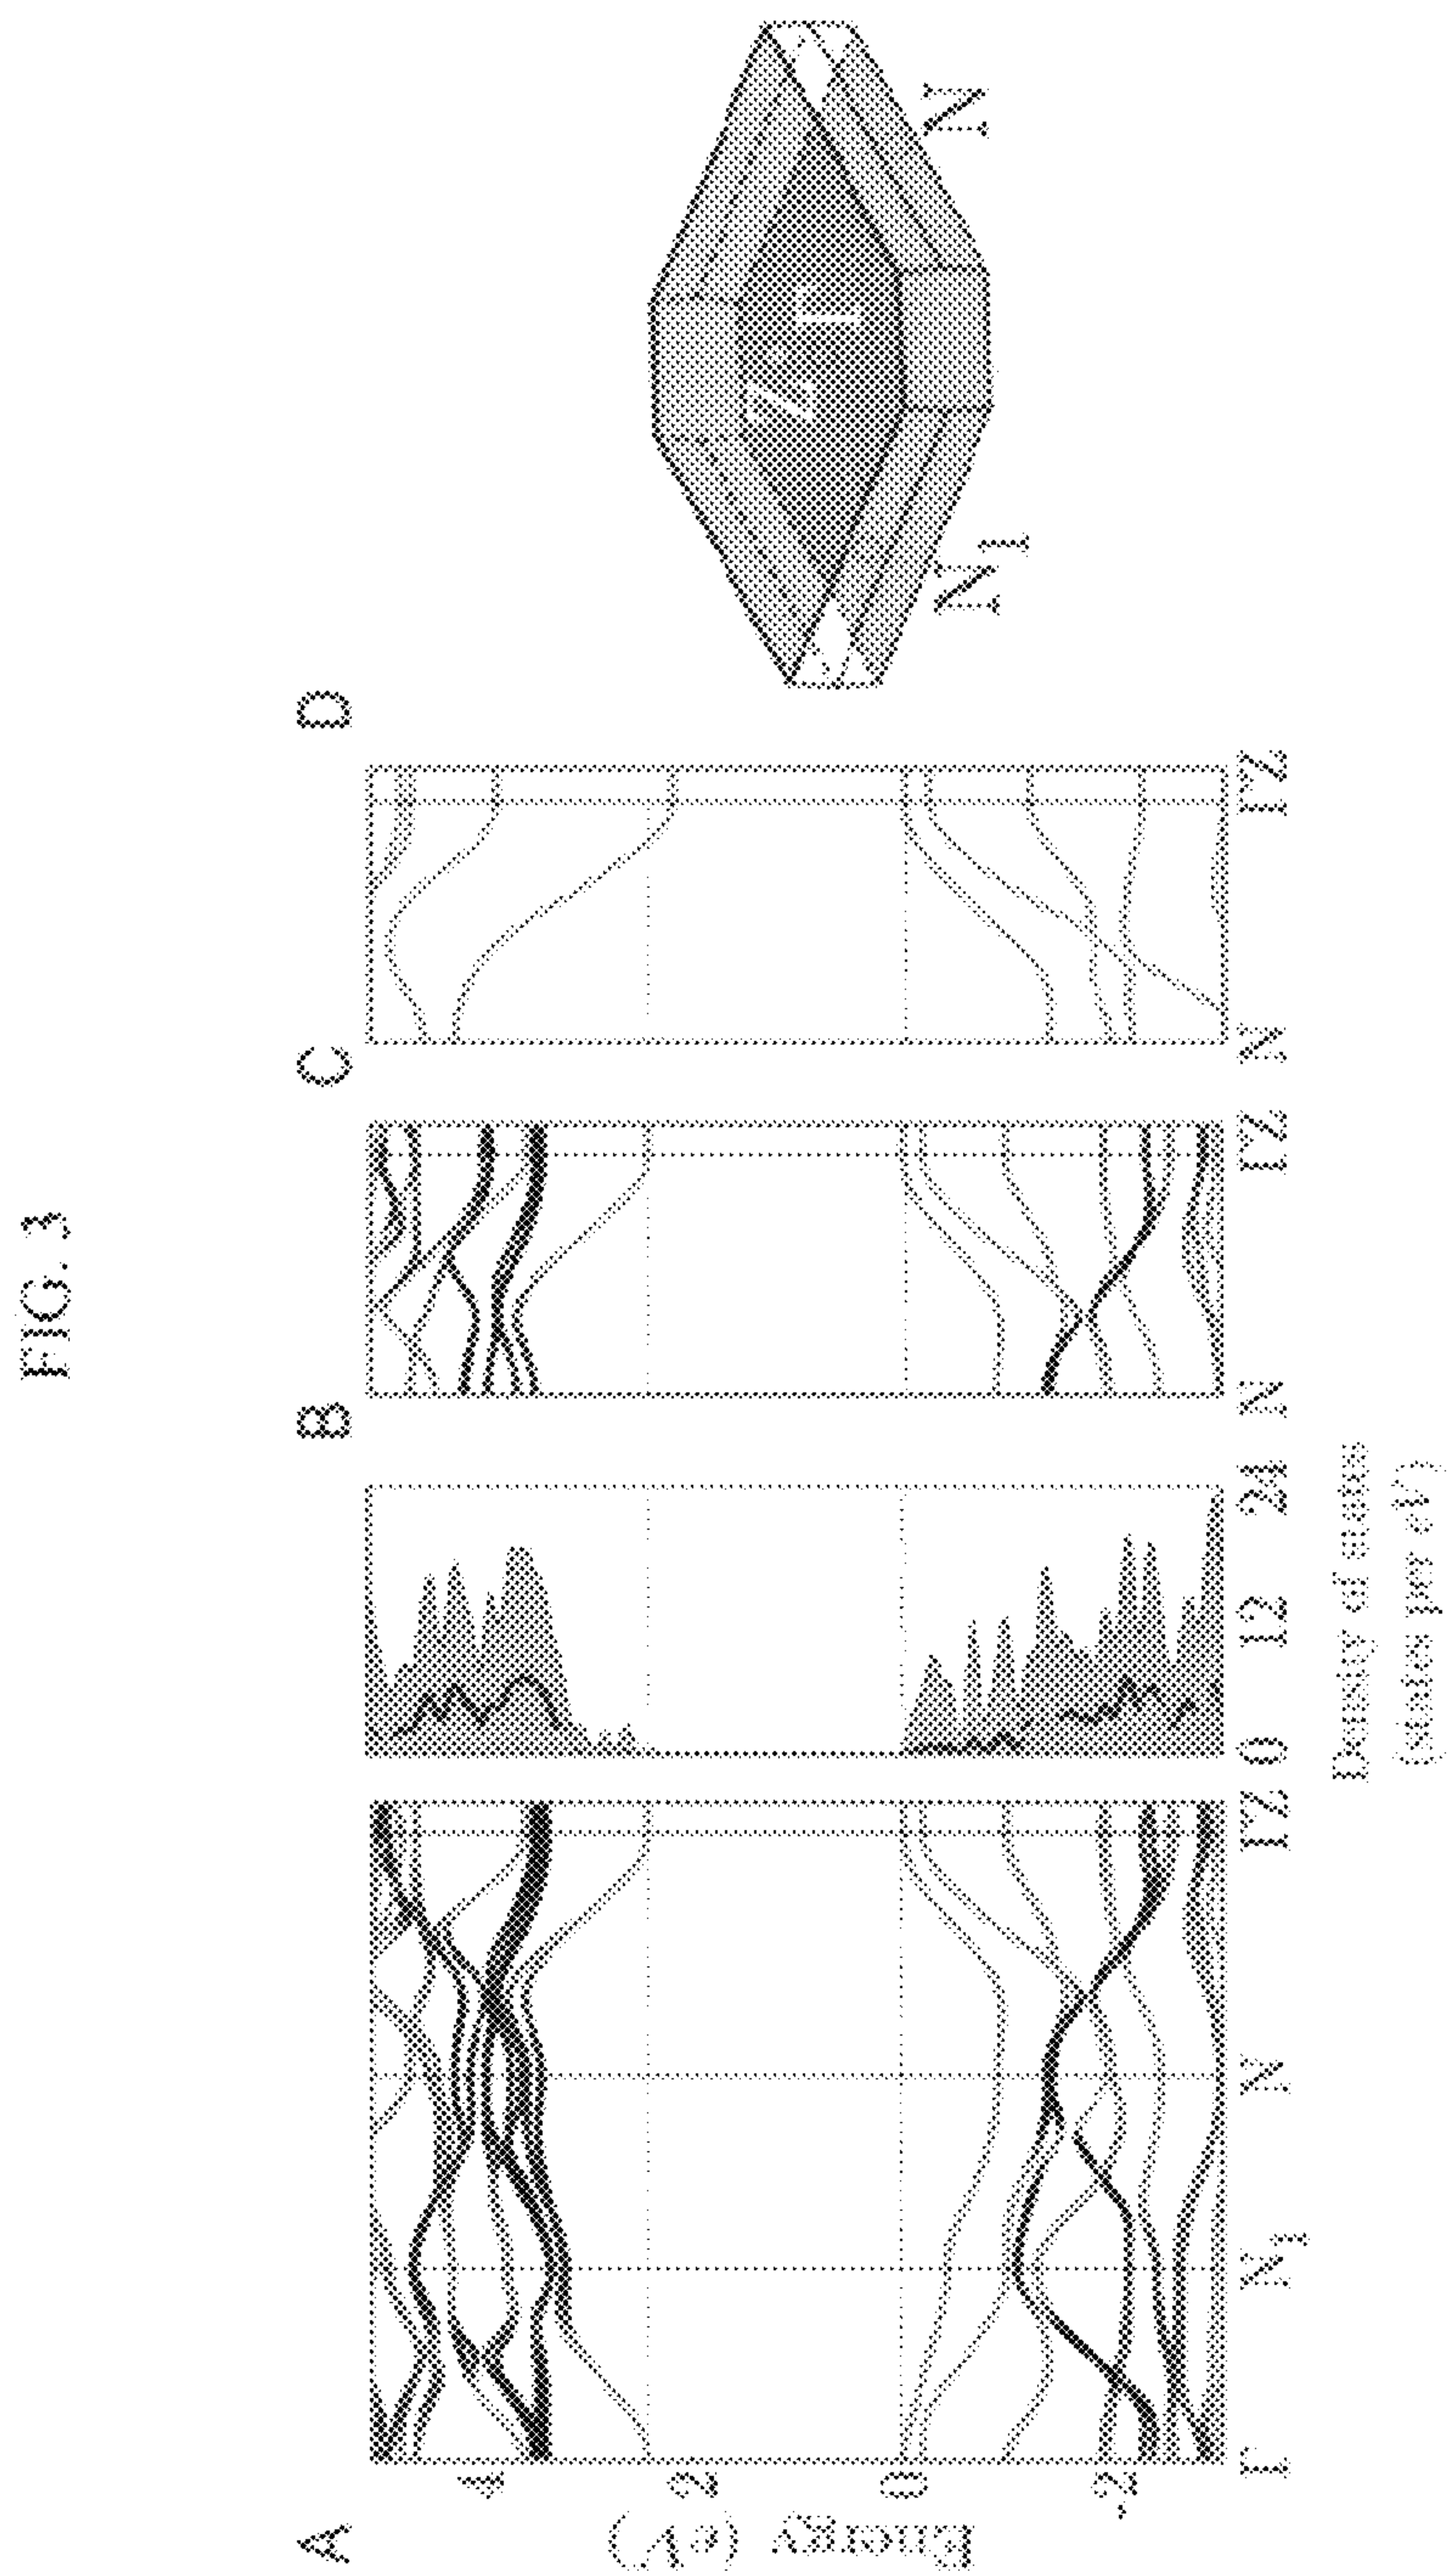 FIG. 3
A
B
C
D
Energy (eV)
4
2
0
-2
Γ
N1
N
ΓZ
0
12
24
Density of states
(states per eV)
N
ΓZ
N
ΓZ
Z
Γ
N1
N